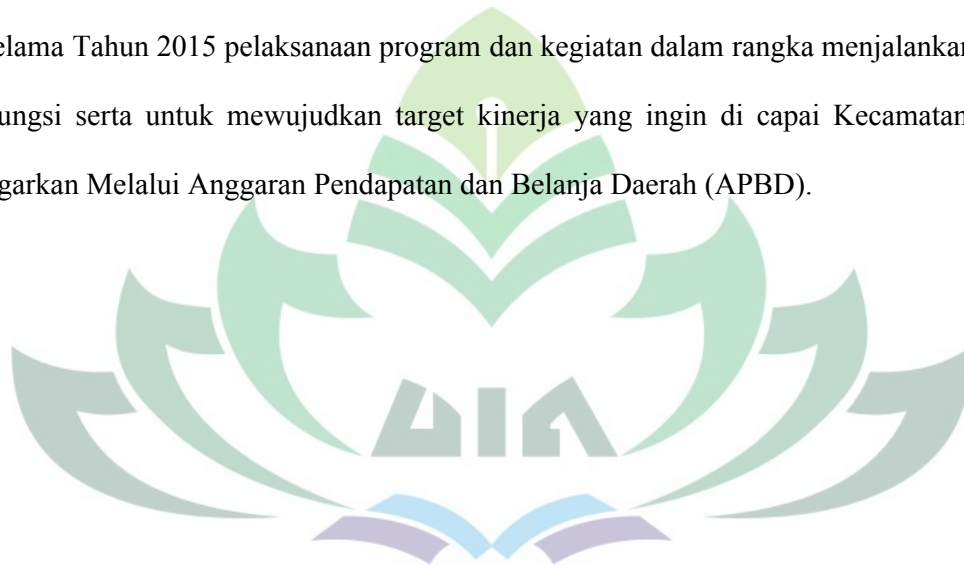 elama Tahun 2015 pelaksanaan program dan kegiatan dalam rangka menjalankan
ungsi serta untuk mewujudkan target kinerja yang ingin di capai Kecamatan
garkan Melalui Anggaran Pendapatan dan Belanja Daerah (APBD).
UIN